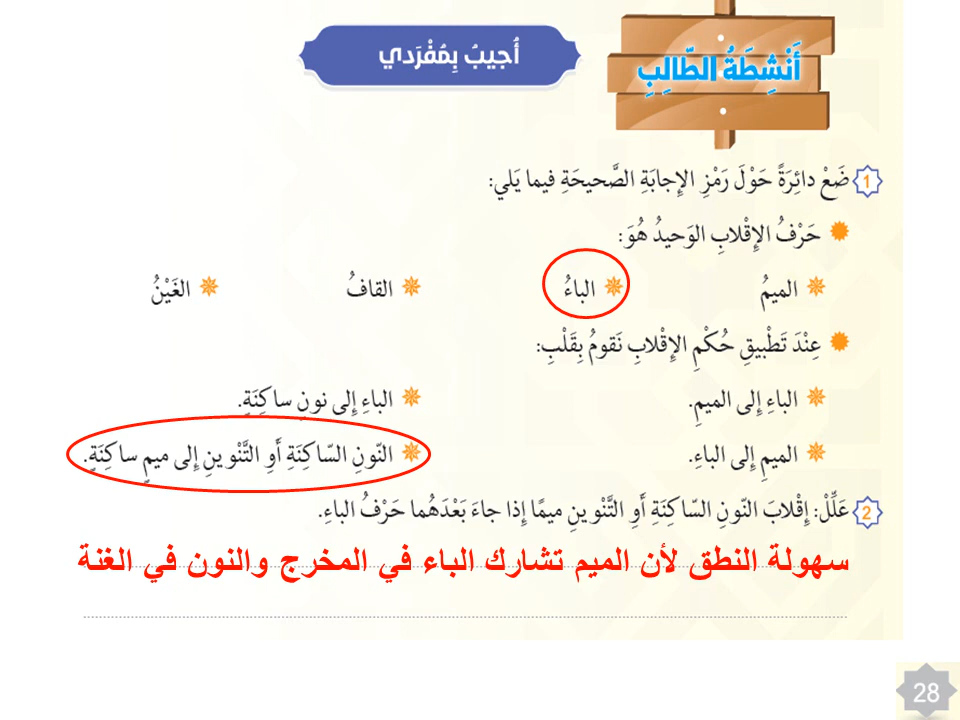 أَنْشِطَةُ الطّالِبِ
أُجيبُ بِمُفْرَدي
1 ضَعْ دائِرَةً حَوْلَ رَمْزِ الإِجابَةِ الصَّحيحَةِ فيما يَلي:
حَرْفُ الإِقْلابِ الوَحيدُ هُوَ:
الميمُ الباءُ القافُ الغَيْنُ
عِنْدَ تَطْبيقِ حُكْمِ الإِقْلابِ نَقومُ بِقَلْبِ:
الباءِ إِلى الميمِ. الباءِ إِلى نونٍ ساكِنَةٍ.
الميمِ إِلى الباءِ. النّونِ السّاكِنَةِ أَوِ التَّنْوينِ إِلى ميمٍ ساكِنَةٍ.
2 عَلِّلْ: إِقْلابَ النّونِ السّاكِنَةِ أَوِ التَّنْوينِ ميمًا إِذا جاءَ بَعْدَهُما حَرْفُ الباءِ.
سهولة النطق لأن الميم تشارك الباء في المخرج والنون في الغنة
28